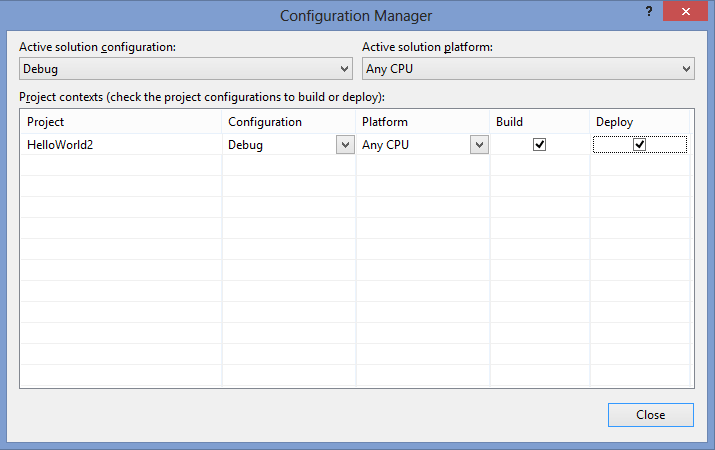 Configuration Manager
?
Active solution configuration: Active solution platform:
Debug Any CPU
Project contexts (check the project configurations to build or deploy):
Project Configuration Platform Build Deploy
HelloWorld2 Debug Any CPU
Close